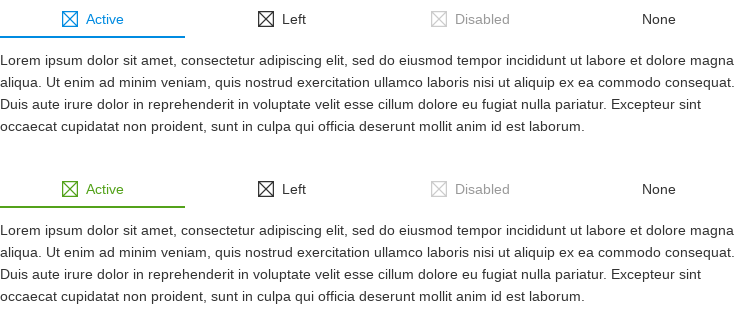 Active Left Disabled None
Lorem ipsum dolor sit amet, consectetur adipiscing elit, sed do eiusmod tempor incididunt ut labore et dolore magna
aliqua. Ut enim ad minim veniam, quis nostrud exercitation ullamco laboris nisi ut aliquip ex ea commodo consequat.
Duis aute irure dolor in reprehenderit in voluptate velit esse cillum dolore eu fugiat nulla pariatur. Excepteur sint
occaecat cupidatat non proident, sunt in culpa qui officia deserunt mollit anim id est laborum.
Active Left Disabled None
Lorem ipsum dolor sit amet, consectetur adipiscing elit, sed do eiusmod tempor incididunt ut labore et dolore magna
aliqua. Ut enim ad minim veniam, quis nostrud exercitation ullamco laboris nisi ut aliquip ex ea commodo consequat.
Duis aute irure dolor in reprehenderit in voluptate velit esse cillum dolore eu fugiat nulla pariatur. Excepteur sint
occaecat cupidatat non proident, sunt in culpa qui officia deserunt mollit anim id est laborum.